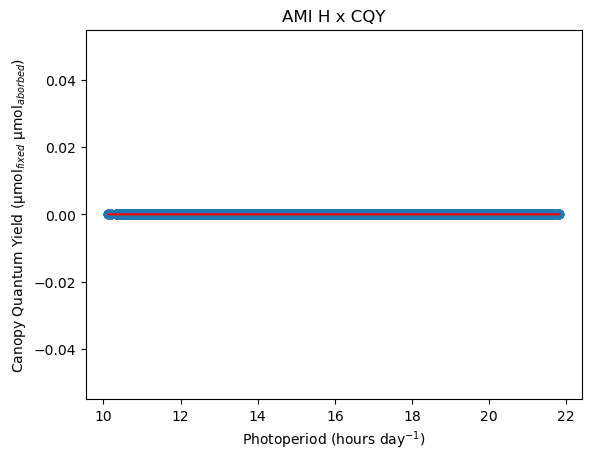 AMI H x CQY
Canopy Quantum Yield (µmol_fixed µmol_aborbed)
0.04
0.02
0.00
−0.02
−0.04
10 12 14 16 18 20 22
Photoperiod (hours day⁻¹)